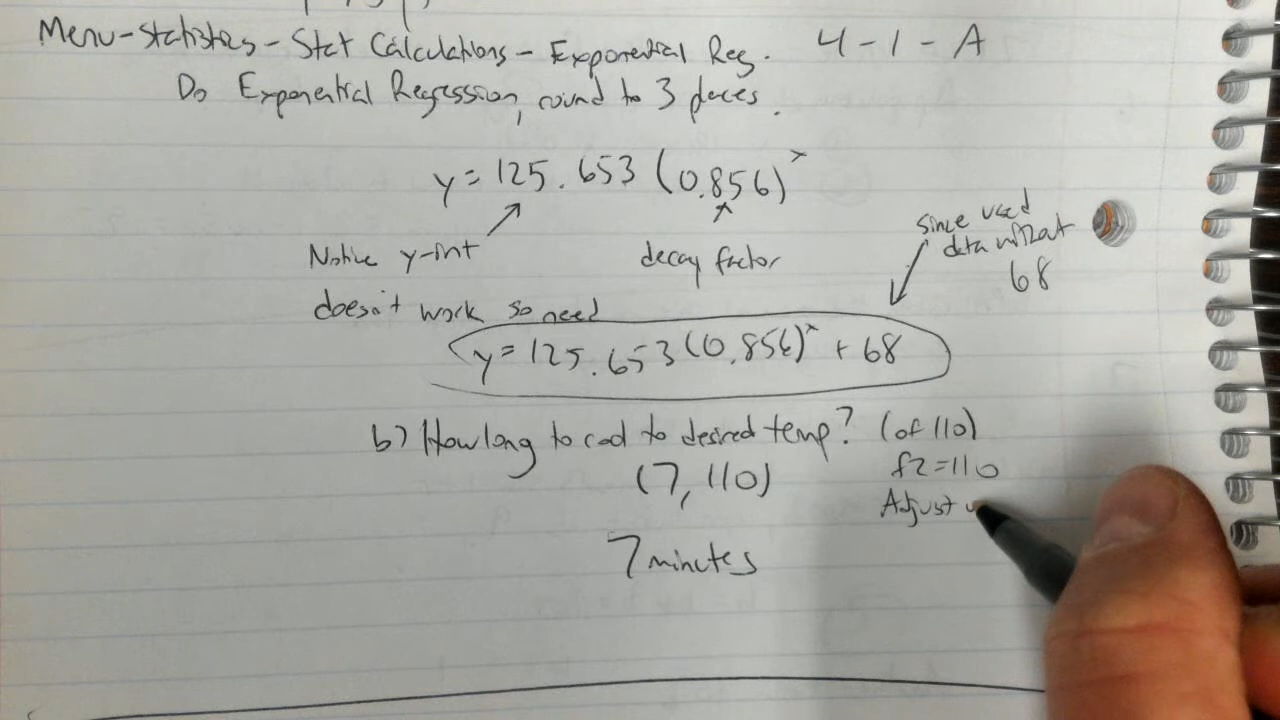 Menu-Statistics-Stat Calculations-Exponential Reg. 4-1-A
Do Exponential Regression, round to 3 places.
y=125.653(0.856)ˣ
Notice y-int
decay factor
since used
data without
68
doesn't work so need
y=125.653(0.856)ˣ+68
b) How long to cool to desired temp? (of 110)
(7,110)
f2=110
Adjust
7 minutes